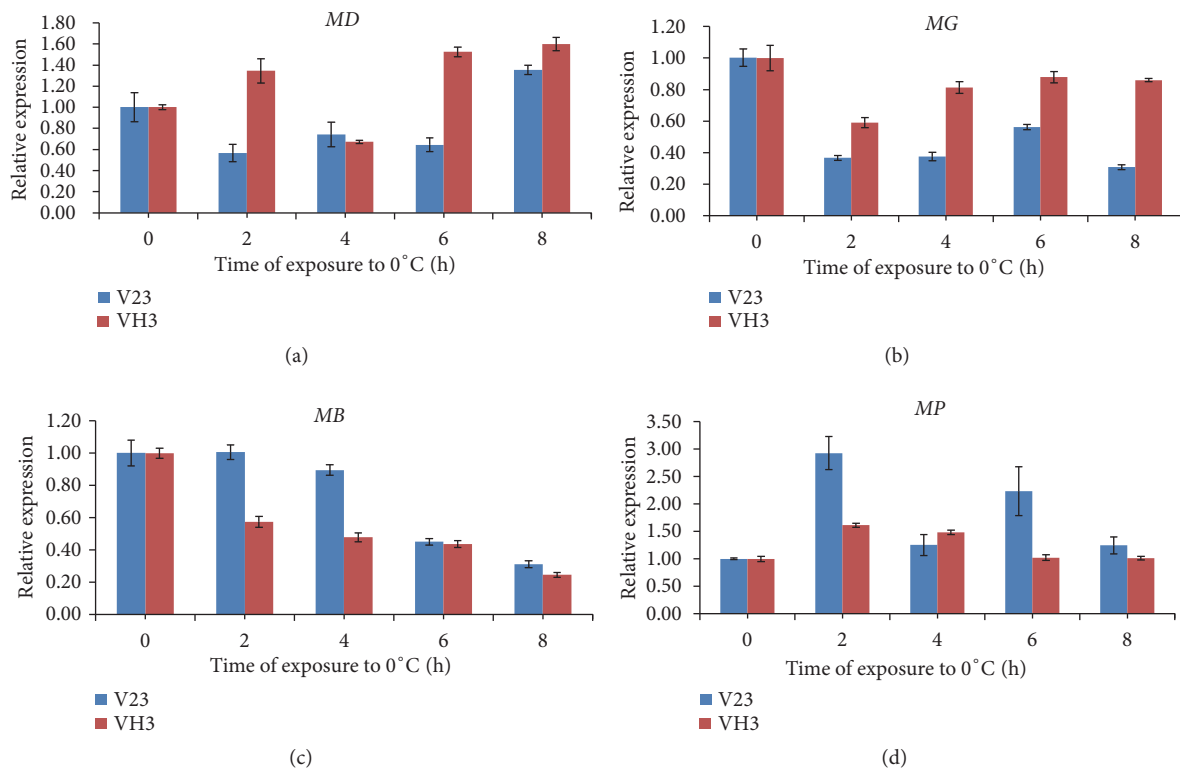 MD
Relative expression
1.80
1.60
1.40
1.20
1.00
0.80
0.60
0.40
0.20
0.00
0 2 4 6 8
Time of exposure to 0˚C (h)
V23
VH3
(a)
MG
Relative expression
1.20
1.00
0.80
0.60
0.40
0.20
0.00
0 2 4 6 8
Time of exposure to 0˚C (h)
V23
VH3
(b)
MB
Relative expression
1.20
1.00
0.80
0.60
0.40
0.20
0.00
0 2 4 6 8
Time of exposure to 0˚C (h)
V23
VH3
(c)
MP
Relative expression
3.50
3.00
2.50
2.00
1.50
1.00
0.50
0.00
0 2 4 6 8
Time of exposure to 0˚C (h)
V23
VH3
(d)